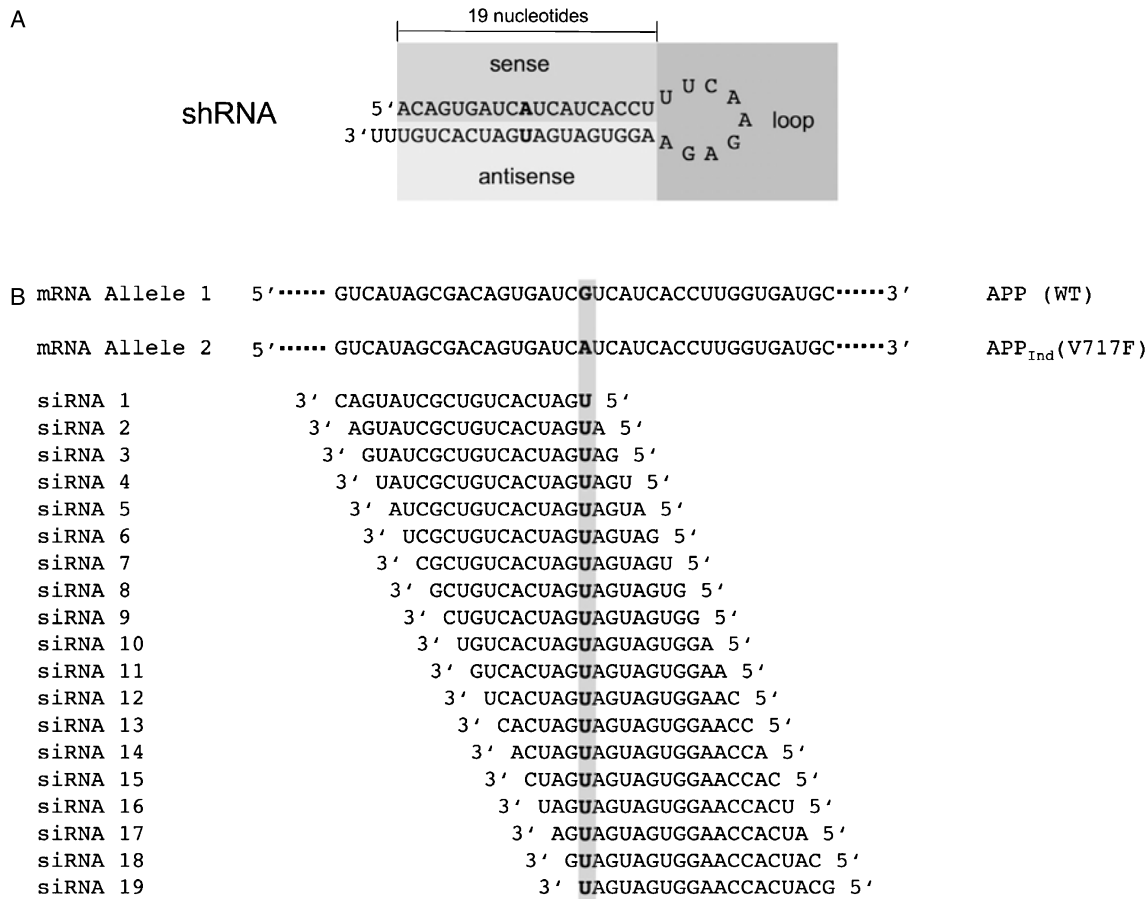 A
19 nucleotides
sense
shRNA
5‘ACAGUGAUCAUCAUCACCU
UUCAAGAGA
loop
3‘UUUGUCACUAGUAGUAGUGGA
antisense
B
mRNA Allele 1 5’······ GUCAUAGCGACAGUGAUCGUCAUCACCUUGGUGAUGC······3’ APP (WT)
mRNA Allele 2 5’······ GUCAUAGCGACAGUGAUCAUCAUCACCUUGGUGAUGC······3’ APPInd(V717F)
siRNA 1 3‘ CAGUAUCGCUGUCACUAGU 5‘
siRNA 2 3‘ AGUAUCGCUGUCACUAGUA 5‘
siRNA 3 3‘ GUAUCGCUGUCACUAGUAG 5‘
siRNA 4 3‘ UAUCGCUGUCACUAGUAGU 5‘
siRNA 5 3‘ AUCGCUGUCACUAGUAGUA 5‘
siRNA 6 3‘ UCGCUGUCACUAGUAGUAG 5‘
siRNA 7 3‘ CGCUGUCACUAGUAGUAGU 5‘
siRNA 8 3‘ GCUGUCACUAGUAGUAGUG 5‘
siRNA 9 3‘ CUGUCACUAGUAGUAGUGG 5‘
siRNA 10 3‘ UGUCACUAGUAGUAGUGGA 5‘
siRNA 11 3‘ GUCACUAGUAGUAGUGGAA 5‘
siRNA 12 3‘ UCACUAGUAGUAGUGGAAC 5‘
siRNA 13 3‘ CACUAGUAGUAGUGGAACC 5‘
siRNA 14 3‘ ACUAGUAGUAGUGGAACCA 5‘
siRNA 15 3‘ CUAGUAGUAGUGGAACCAC 5‘
siRNA 16 3‘ UAGUAGUAGUGGAACCACU 5‘
siRNA 17 3‘ AGUAGUAGUGGAACCACUA 5‘
siRNA 18 3‘ GUAGUAGUGGAACCACUAC 5‘
siRNA 19 3‘ UAGUAGUGGAACCACUACG 5‘